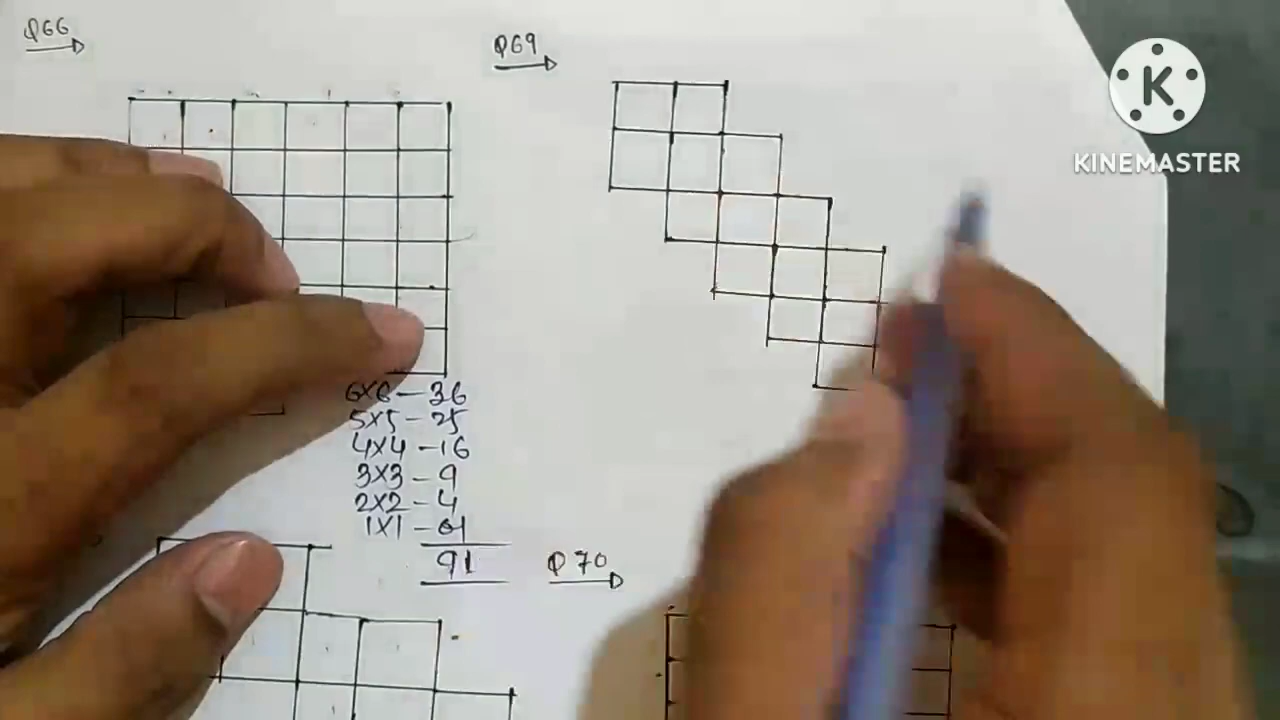 Q66
Q69
K
KINEMASTER
6x6 - 36
5x5 - 25
4x4 - 16
3x3 - 9
2x2 - 4
1x1 - 01
91
Q70